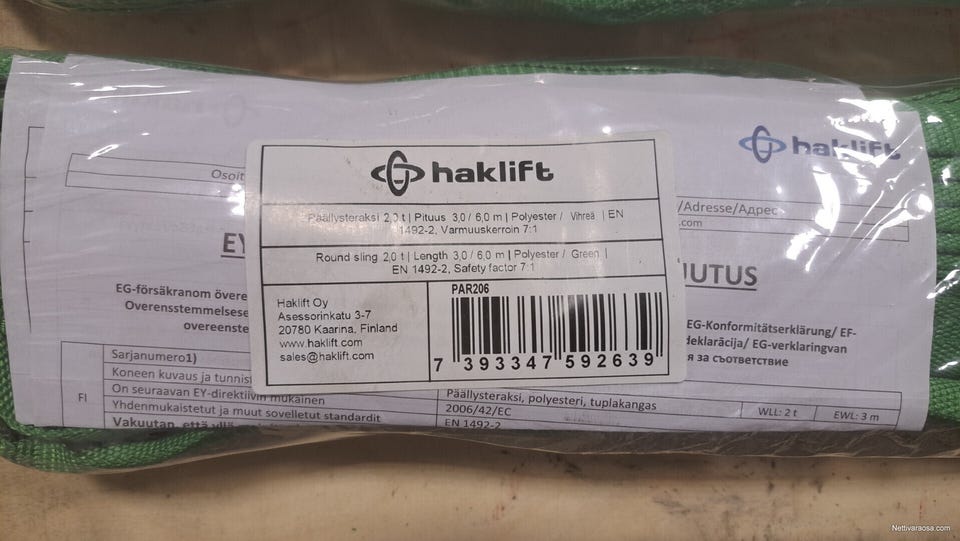 haklift
haklift
Päällysteraksi 2,0 t | Pituus 3,0 / 6,0 m | Polyester / Vihreä | EN
1492-2, Varmuuskerroin 7:1
Round sling 2,0 t | Length 3,0 / 6,0 m | Polyester / Green |
EN 1492-2, Safety factor 7:1
Haklift Oy
Asessorinkatu 3-7
20780 Kaarina, Finland
www.haklift.com
sales@haklift.com
PAR206
7 393347 592639
Osoit
/Adresse/Адрес
.com
EY
UTUS
EG-försäkranom övere
Overensstemmelsese
overeenste
EG-Konformitätserklärung/ EF-
deklarācija/ EG-verklaringvan
я за съответствие
Sarjanumero1)
Koneen kuvaus ja tunnist
Päällysteraksi, polyesteri, tuplakangas
WLL: 2 t
EWL: 3 m
FI
On seuraavan EY-direktiivin mukainen
2006/42/EC
Yhdenmukaistetut ja muut sovelletut standardit
EN 1492-2
Vakuutan, että yllä
Nettivaraosa.com